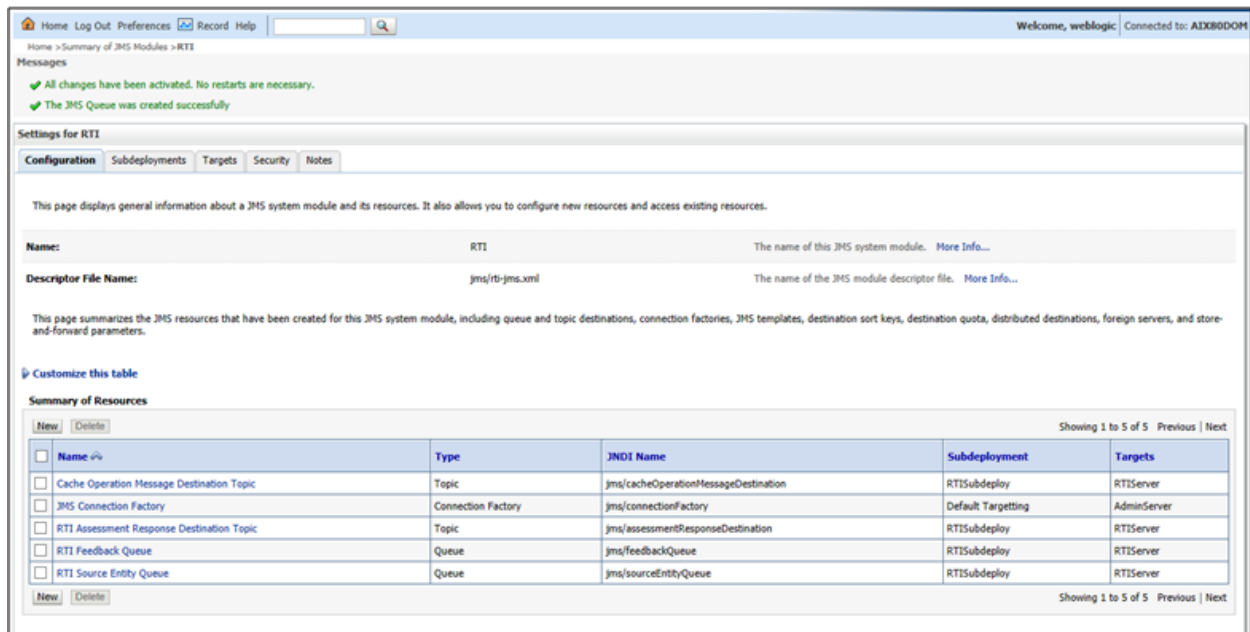 Home Log Out Preferences Record Help
Welcome, weblogic Connected to: AIX80DOM
Home >Summary of JMS Modules >RTI
Messages
All changes have been activated. No restarts are necessary.
The JMS Queue was created successfully
Settings for RTI
Configuration Subdeployments Targets Security Notes
This page displays general information about a JMS system module and its resources. It also allows you to configure new resources and access existing resources.
Name: RTI The name of this JMS system module. More Info...
Descriptor File Name: jms/rti-jms.xml The name of the JMS module descriptor file. More Info...
This page summarizes the JMS resources that have been created for this JMS system module, including queue and topic destinations, connection factories, JMS templates, destination sort keys, destination quota, distributed destinations, foreign servers, and store-
and-forward parameters.
Customize this table
Summary of Resources
New Delete Showing 1 to 5 of 5 Previous | Next
Name Type JNDI Name Subdeployment Targets
Cache Operation Message Destination Topic Topic jms/cacheOperationMessageDestination RTISubdeploy RTIServer
JMS Connection Factory Connection Factory jms/connectionFactory Default Targetting AdminServer
RTI Assessment Response Destination Topic Topic jms/assessmentResponseDestination RTISubdeploy RTIServer
RTI Feedback Queue Queue jms/feedbackQueue RTISubdeploy RTIServer
RTI Source Entity Queue Queue jms/sourceEntityQueue RTISubdeploy RTIServer
New Delete Showing 1 to 5 of 5 Previous | Next